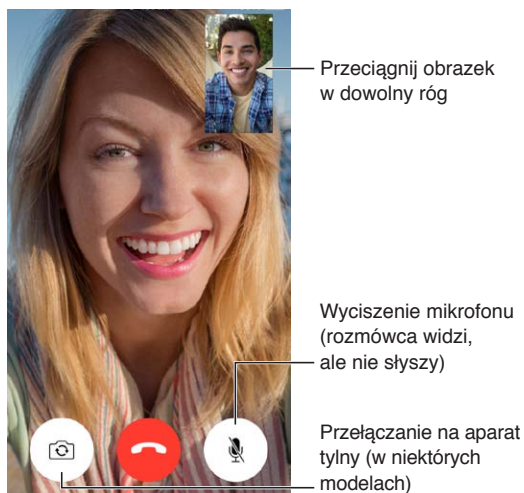 Przeciągnij obrazek
w dowolny róg
Wyciszenie mikrofonu
(rozmówca widzi,
ale nie słyszy)
Przełączanie na aparat
tylny (w niektórych
modelach)